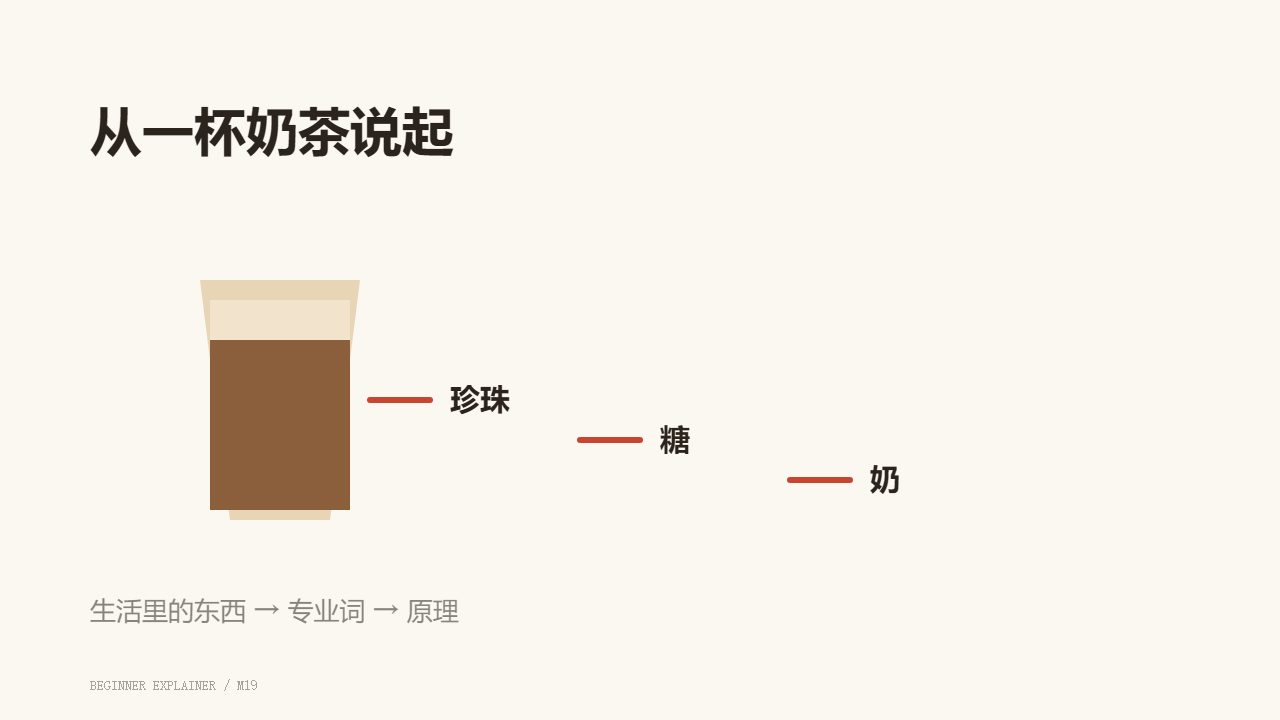 从一杯奶茶说起
珍珠
糖
奶
生活里的东西 → 专业词 → 原理
BEGINNER EXPLAINER / M19